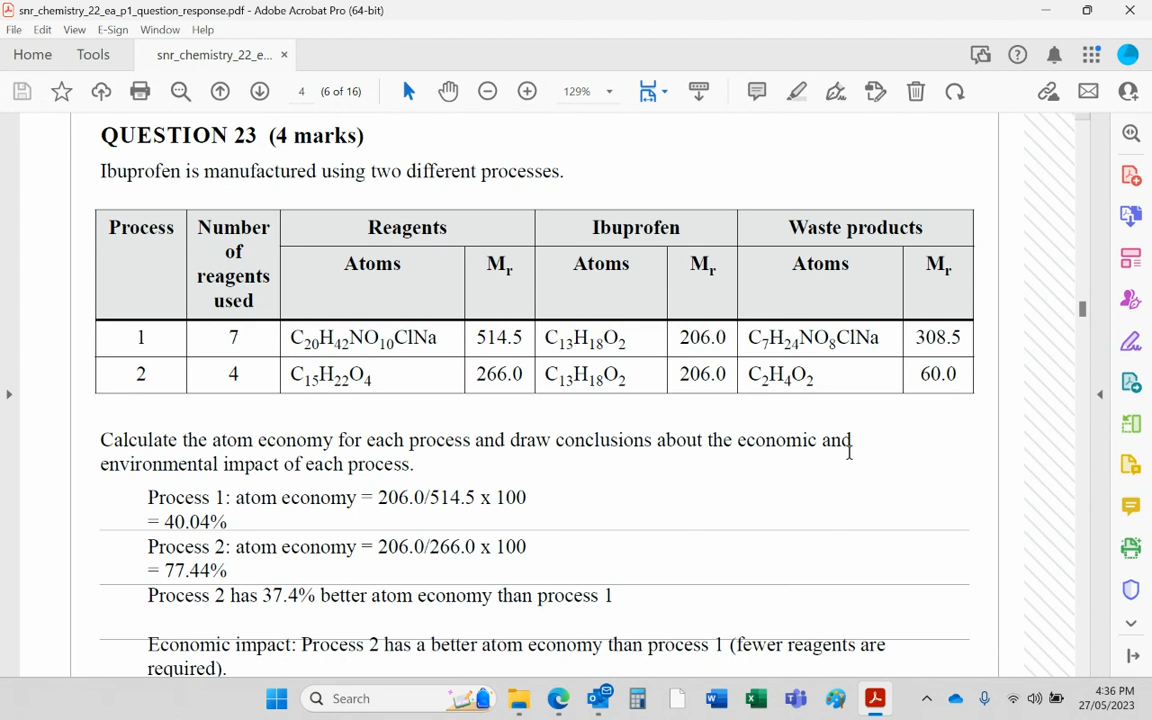 snr_chemistry_22_ea_p1_question_response.pdf - Adobe Acrobat Pro (64-bit)
File Edit View E-Sign Window Help
Home Tools snr_chemistry_22_e... ×
4 (6 of 16) 129%
QUESTION 23 (4 marks)
Ibuprofen is manufactured using two different processes.
Process Number of reagents used Reagents Ibuprofen Waste products
Atoms Mr Atoms Mr Atoms Mr
1 7 C20H42NO10ClNa 514.5 C13H18O2 206.0 C7H24NO8ClNa 308.5
2 4 C15H22O4 266.0 C13H18O2 206.0 C2H4O2 60.0
Calculate the atom economy for each process and draw conclusions about the economic and
environmental impact of each process.
Process 1: atom economy = 206.0/514.5 x 100
= 40.04%
Process 2: atom economy = 206.0/266.0 x 100
= 77.44%
Process 2 has 37.4% better atom economy than process 1
Economic impact: Process 2 has a better atom economy than process 1 (fewer reagents are
required).
Search
4:36 PM
27/05/2023